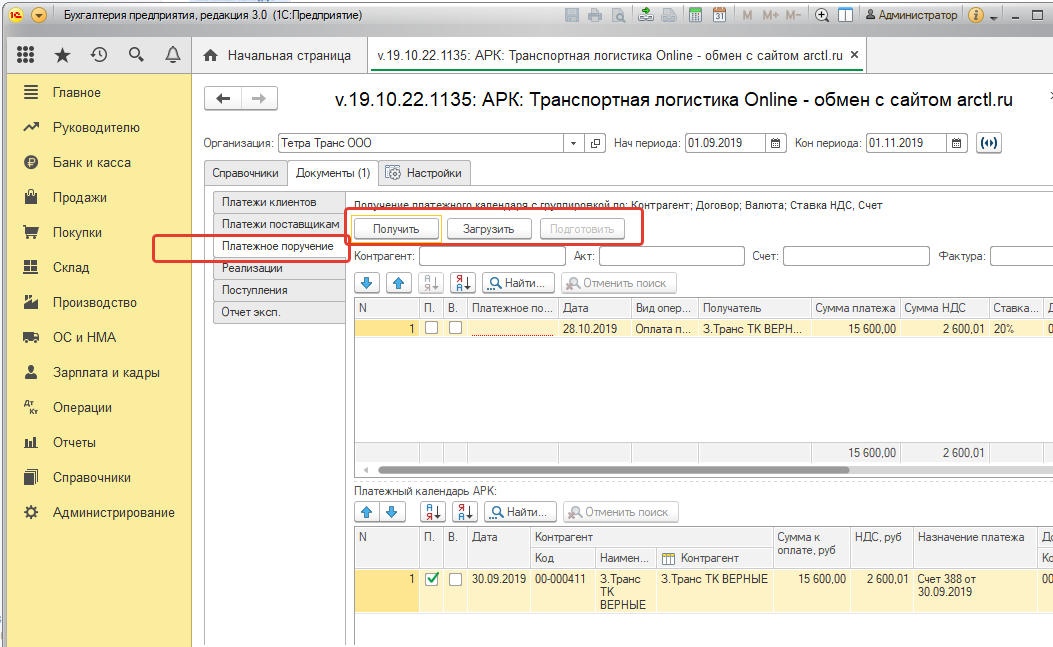 Бухгалтерия предприятия, редакция 3.0 (1С:Предприятие)
M M+ M- Администратор
Начальная страница
v.19.10.22.1135: АРК: Транспортная логистика Online - обмен с сайтом arctl.ru ×
Главное
Руководителю
Банк и касса
Продажи
Покупки
Склад
Производство
ОС и НМА
Зарплата и кадры
Операции
Отчеты
Справочники
Администрирование
v.19.10.22.1135: АРК: Транспортная логистика Online - обмен с сайтом arctl.ru
Организация: Тетра Транс ООО Нач периода: 01.09.2019 Кон периода: 01.11.2019
Справочники Документы (1) Настройки
Платежи клиентов
Платежи поставщикам
Платежное поручение
Реализации
Поступления
Отчет эксп.
Получение платежного календаря с группировкой по: Контрагент; Договор; Валюта; Ставка НДС, Счет
Получить Загрузить Подготовить
Контрагент: Акт: Счет: Фактура:
Найти... Отменить поиск
N П. В. Платежное по... Дата Вид опер... Получатель Сумма платежа Сумма НДС Ставка...
1 28.10.2019 Оплата п... З.Транс ТК ВЕРН... 15 600,00 2 600,01 20%
15 600,00 2 600,01
Платежный календарь АРК:
Найти... Отменить поиск
N П. В. Дата Контрагент Сумма к оплате, руб НДС, руб Назначение платежа
Код Наимен... Контрагент
1 30.09.2019 00-000411 З.Транс ТК ВЕРНЫЕ З.Транс ТК ВЕРНЫЕ 15 600,00 2 600,01 Счет 388 от 30.09.2019